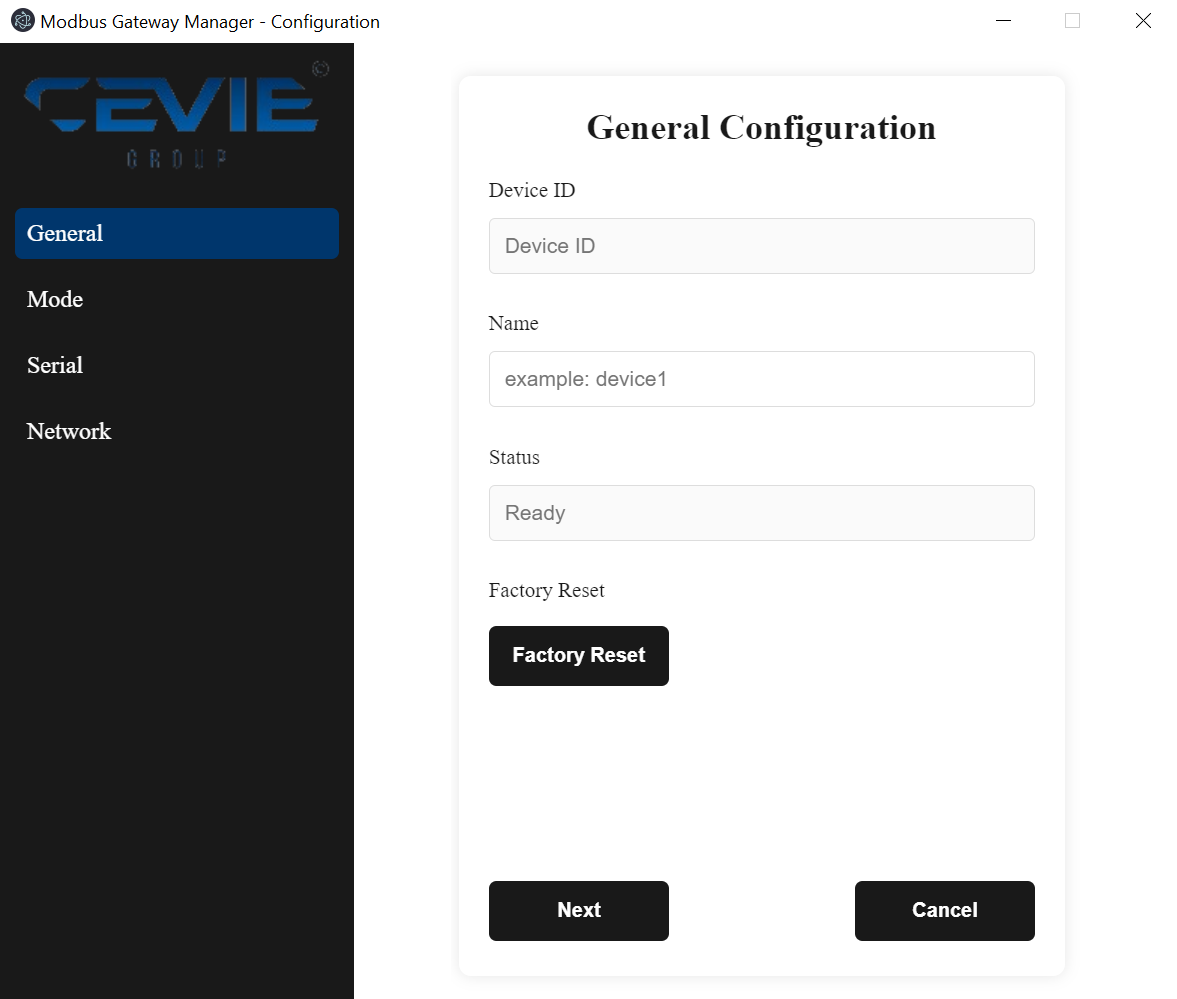 Modbus Gateway Manager - Configuration
CEVIE
©
GROUP
General
Mode
Serial
Network
General Configuration
Device ID
Device ID
Name
example: device1
Status
Ready
Factory Reset
Factory Reset
Next
Cancel